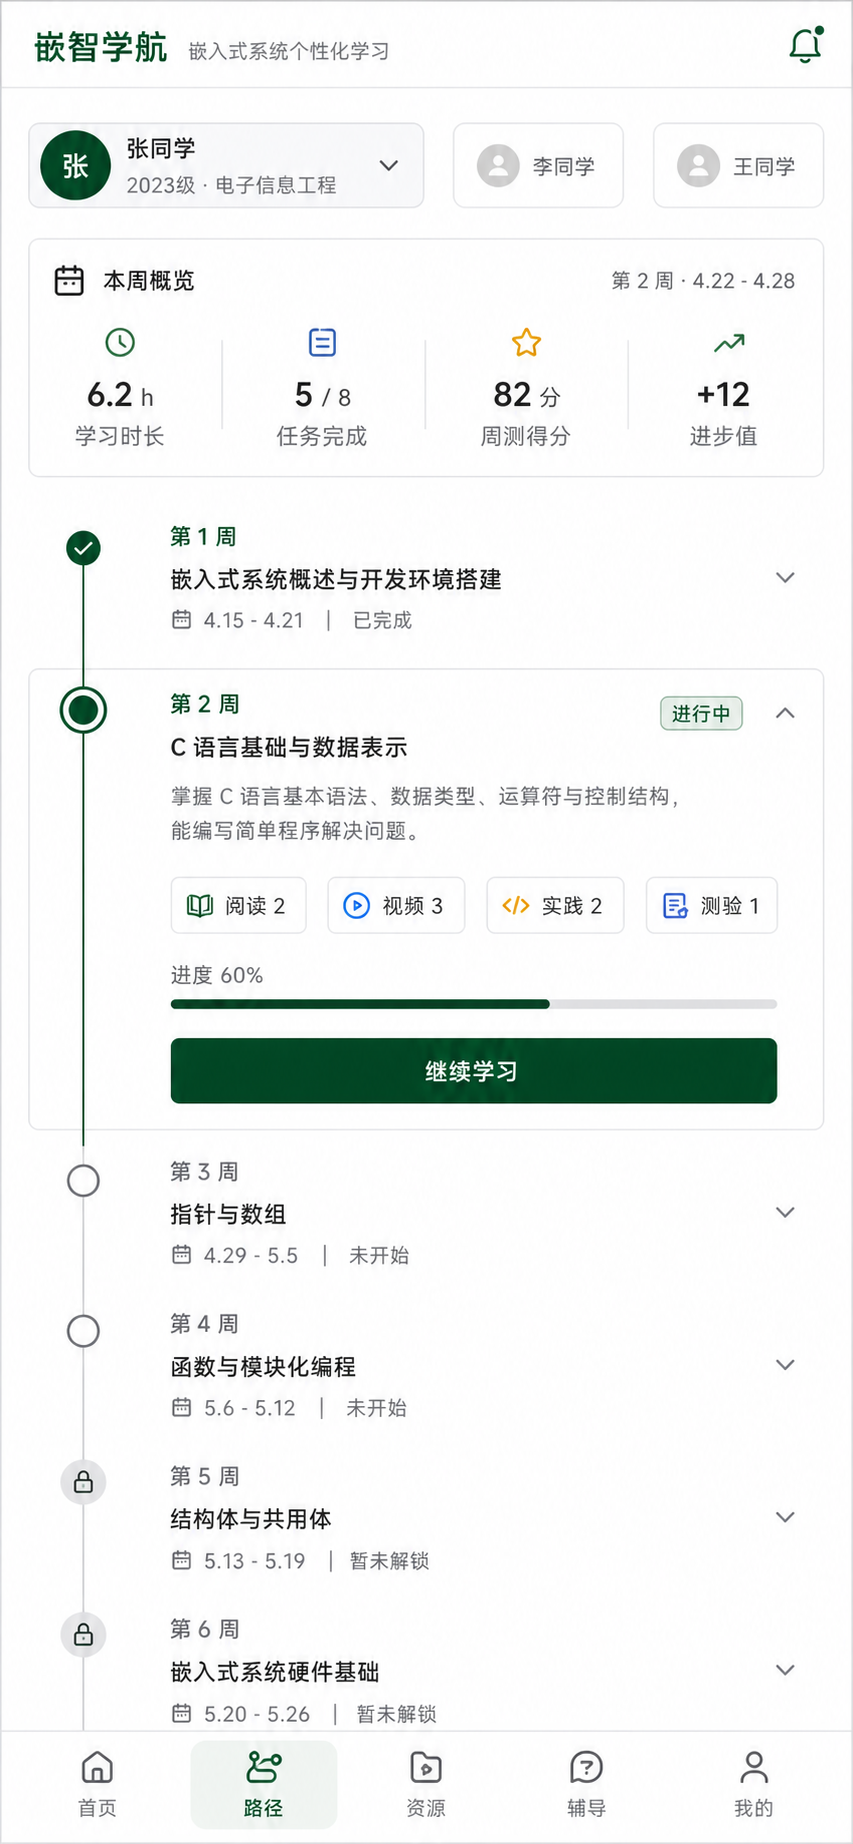 嵌智学航 嵌入式系统个性化学习
张 张同学
2023级 · 电子信息工程
李同学
王同学
本周概览 第 2 周 · 4.22 - 4.28
6.2 h 5 / 8 82 分 +12
学习时长 任务完成 周测得分 进步值
第 1 周
嵌入式系统概述与开发环境搭建
4.15 - 4.21 | 已完成
第 2 周 进行中
C 语言基础与数据表示
掌握 C 语言基本语法、数据类型、运算符与控制结构，
能编写简单程序解决问题。
阅读 2 视频 3 实践 2 测验 1
进度 60%
继续学习
第 3 周
指针与数组
4.29 - 5.5 | 未开始
第 4 周
函数与模块化编程
5.6 - 5.12 | 未开始
第 5 周
结构体与共用体
5.13 - 5.19 | 暂未解锁
第 6 周
嵌入式系统硬件基础
5.20 - 5.26 | 暂未解锁
首页 路径 资源 辅导 我的